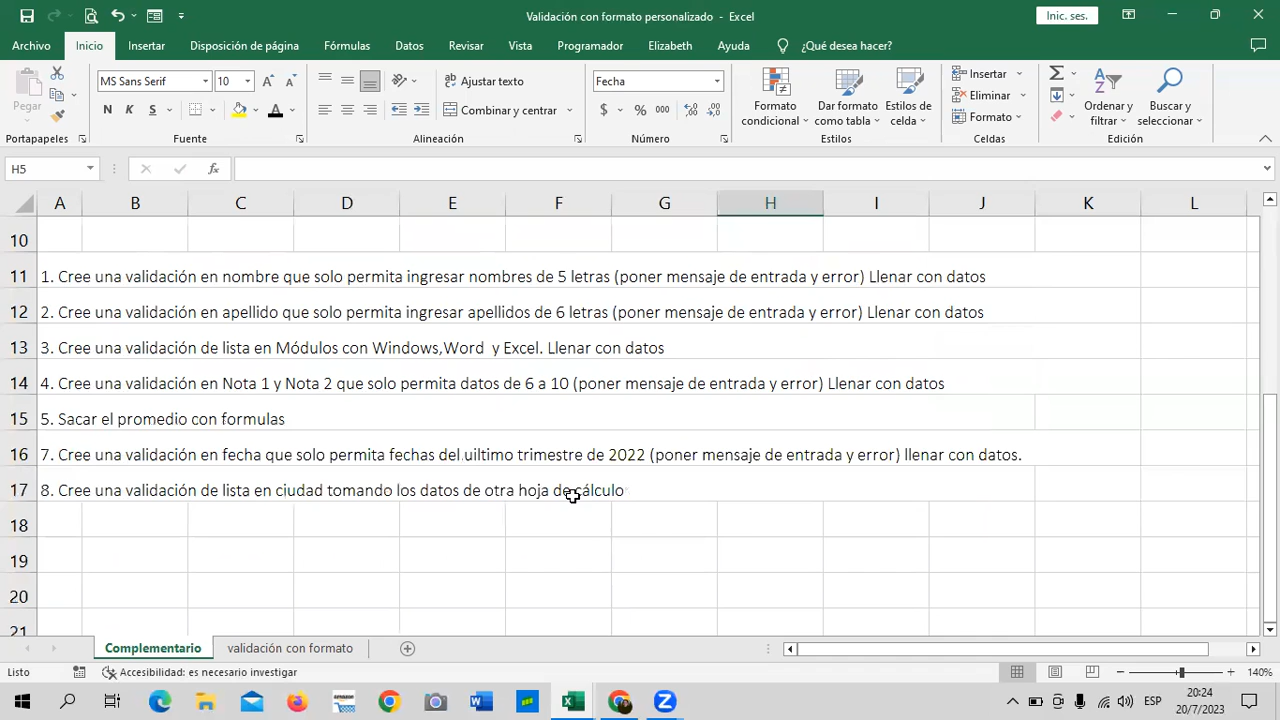 Validación con formato personalizado - Excel
Inic. ses.
Archivo Inicio Insertar Disposición de página Fórmulas Datos Revisar Vista Programador Elizabeth Ayuda ¿Qué desea hacer?
Pegar
MS Sans Serif 10
N K S
Ajustar texto
Combinar y centrar
Fecha
$ % 000
Formato condicional
Dar formato como tabla
Estilos de celda
Insertar
Eliminar
Formato
Ordenar y filtrar
Buscar y seleccionar
Portapapeles Fuente Alineación Número Estilos Celdas Edición
H5 fx
A B C D E F G H I J K L
10
11 1. Cree una validación en nombre que solo permita ingresar nombres de 5 letras (poner mensaje de entrada y error) Llenar con datos
12 2. Cree una validación en apellido que solo permita ingresar apellidos de 6 letras (poner mensaje de entrada y error) Llenar con datos
13 3. Cree una validación de lista en Módulos con Windows,Word y Excel. Llenar con datos
14 4. Cree una validación en Nota 1 y Nota 2 que solo permita datos de 6 a 10 (poner mensaje de entrada y error) Llenar con datos
15 5. Sacar el promedio con formulas
16 7. Cree una validación en fecha que solo permita fechas del uiltimo trimestre de 2022 (poner mensaje de entrada y error) llenar con datos.
17 8. Cree una validación de lista en ciudad tomando los datos de otra hoja de cálculo
18
19
20
21
Complementario validación con formato
Listo Accesibilidad: es necesario investigar 140%
ESP 20:24
20/7/2023